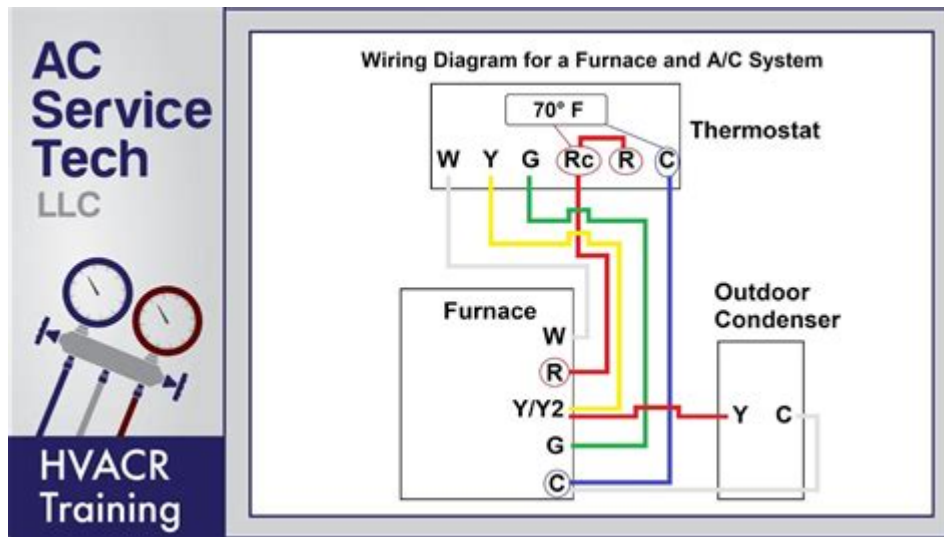 AC
Service
Tech
LLC
HVACR
Training
Wiring Diagram for a Furnace and A/C System
70° F
Thermostat
W Y G Rc R C
Furnace
W
R
Y/Y2
G
C
Outdoor
Condenser
Y C